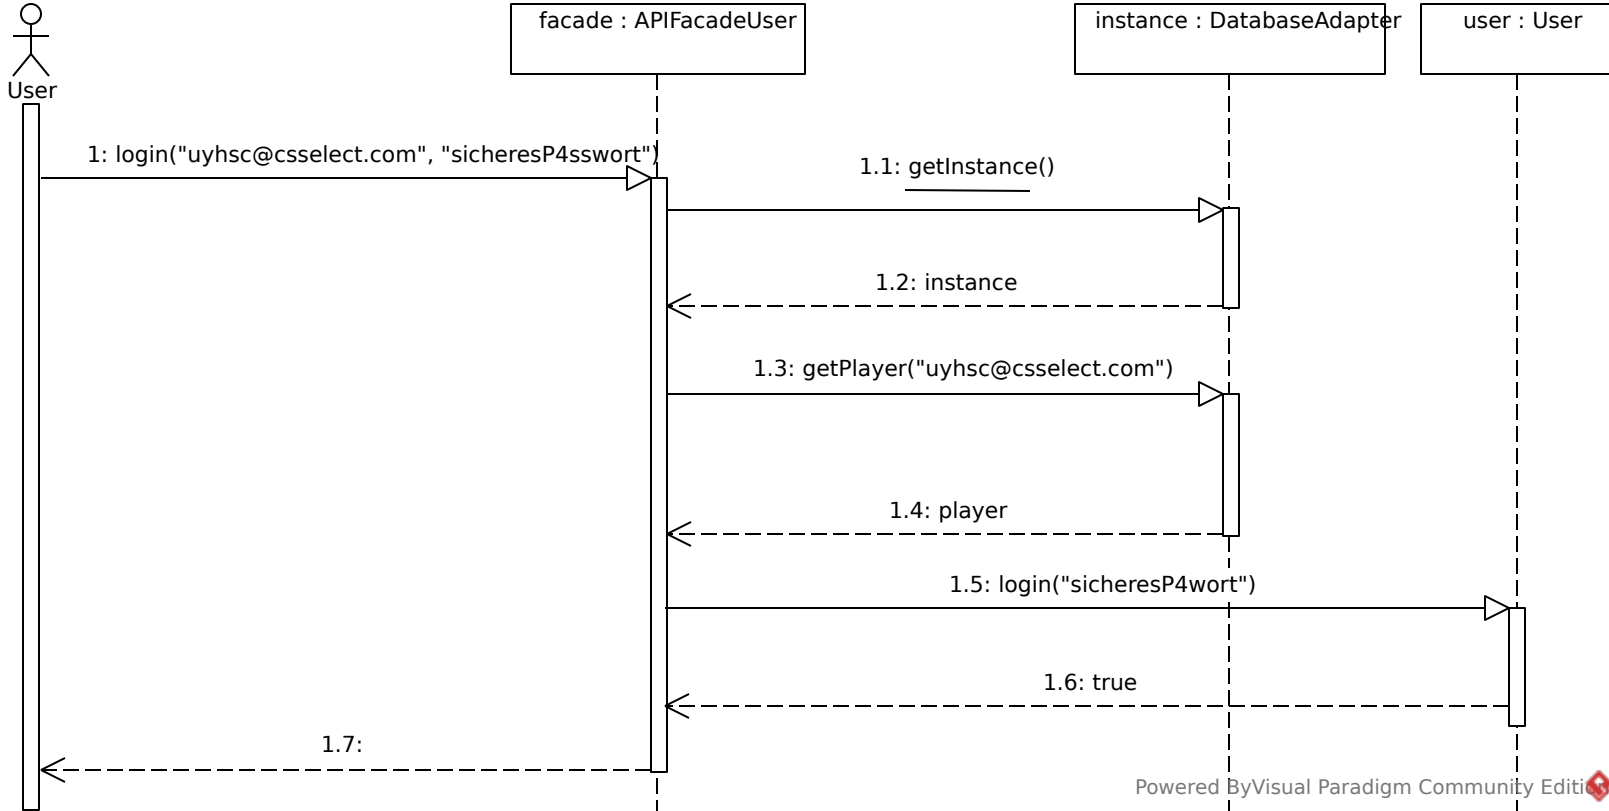 facade : APIFacadeUser
instance : DatabaseAdapter
user : User
User
1: login("uyhsc@csselect.com", "sicheresP4sswort")
1.1: getInstance()
1.2: instance
1.3: getPlayer("uyhsc@csselect.com")
1.4: player
1.5: login("sicheresP4wort")
1.6: true
1.7:
Powered ByVisual Paradigm Community Editi